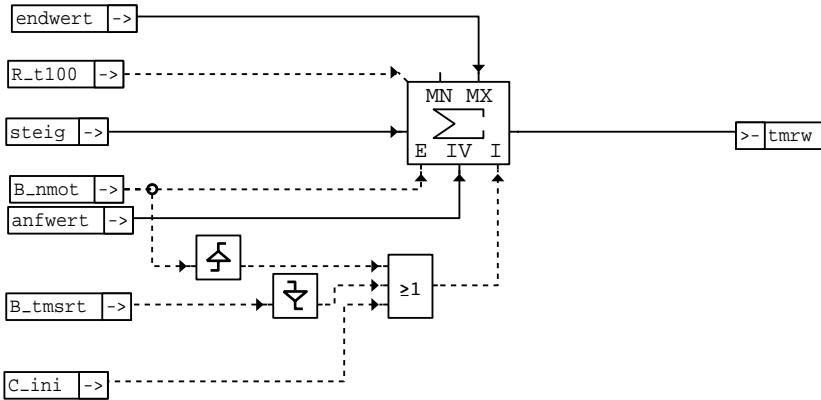 endwert ->
R_t100 ->
MN MX
steig ->
>- tmrw
E IV I
B_nmot ->
anfwert ->
≥1
B_tmsrt ->
C_ini ->